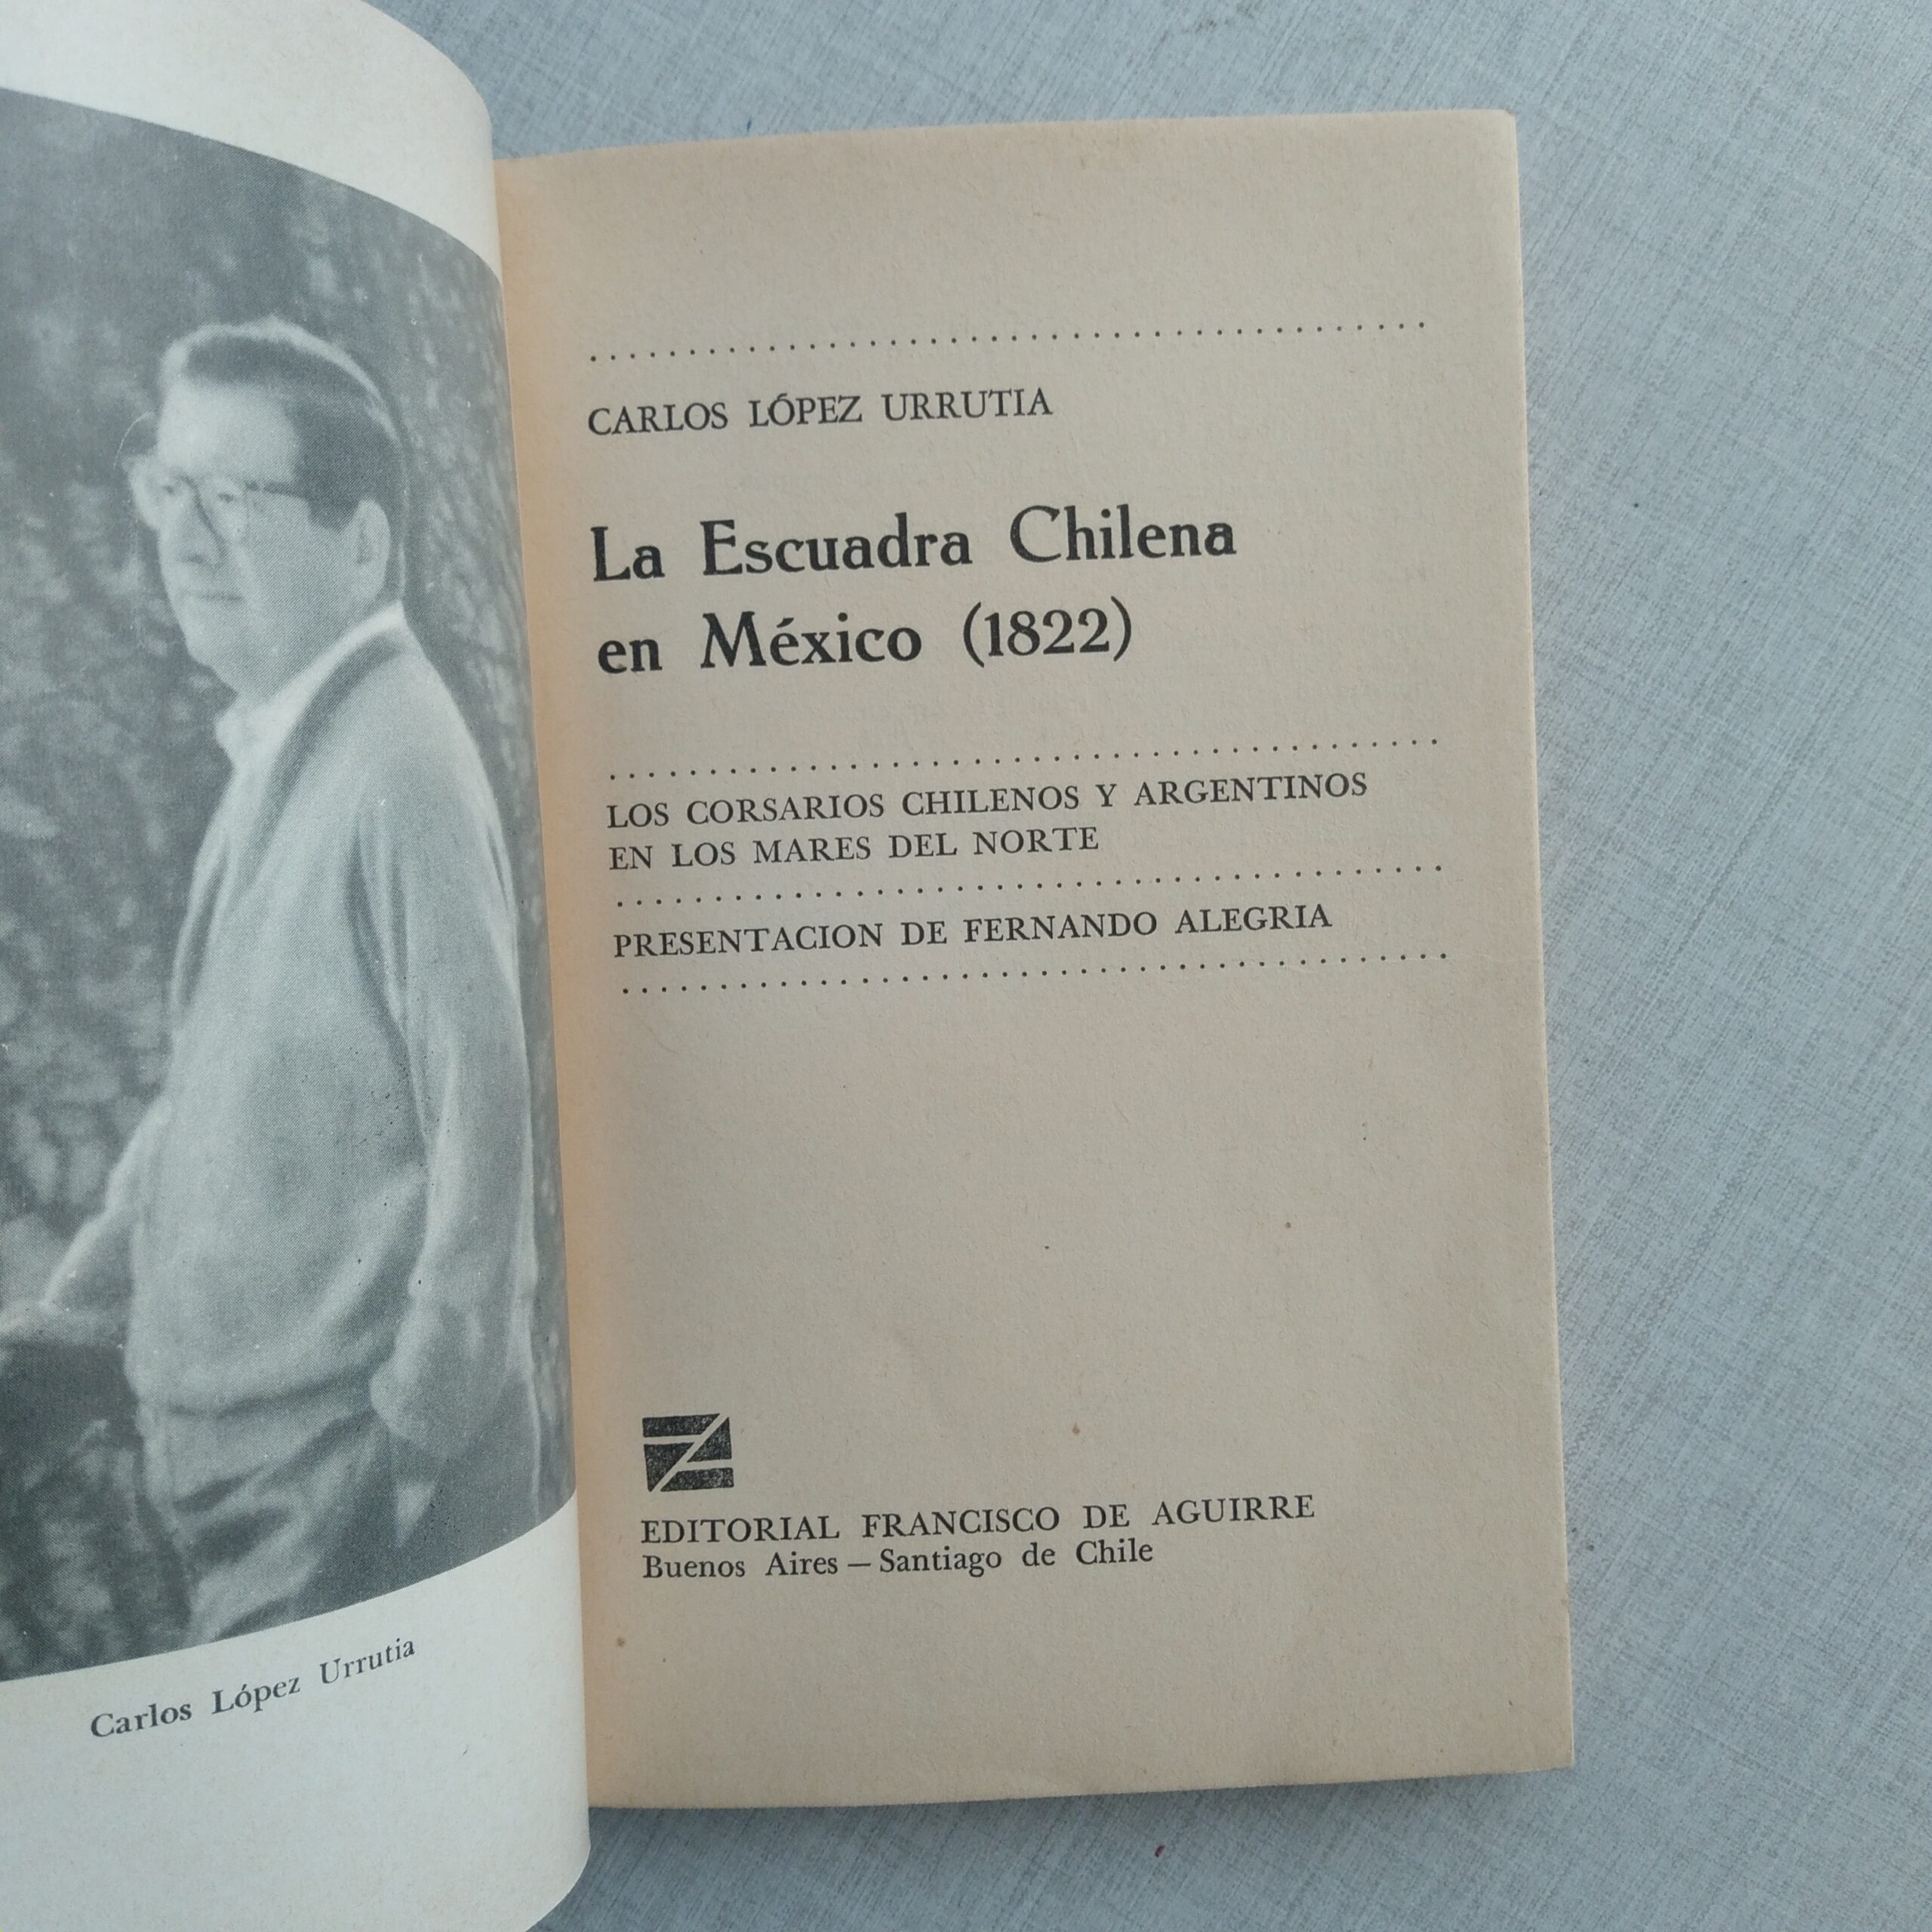 Carlos López Urrutia
CARLOS LÓPEZ URRUTIA
La Escuadra Chilena
en México (1822)
LOS CORSARIOS CHILENOS Y ARGENTINOS
EN LOS MARES DEL NORTE
PRESENTACION DE FERNANDO ALEGRIA
EDITORIAL FRANCISCO DE AGUIRRE
Buenos Aires — Santiago de Chile